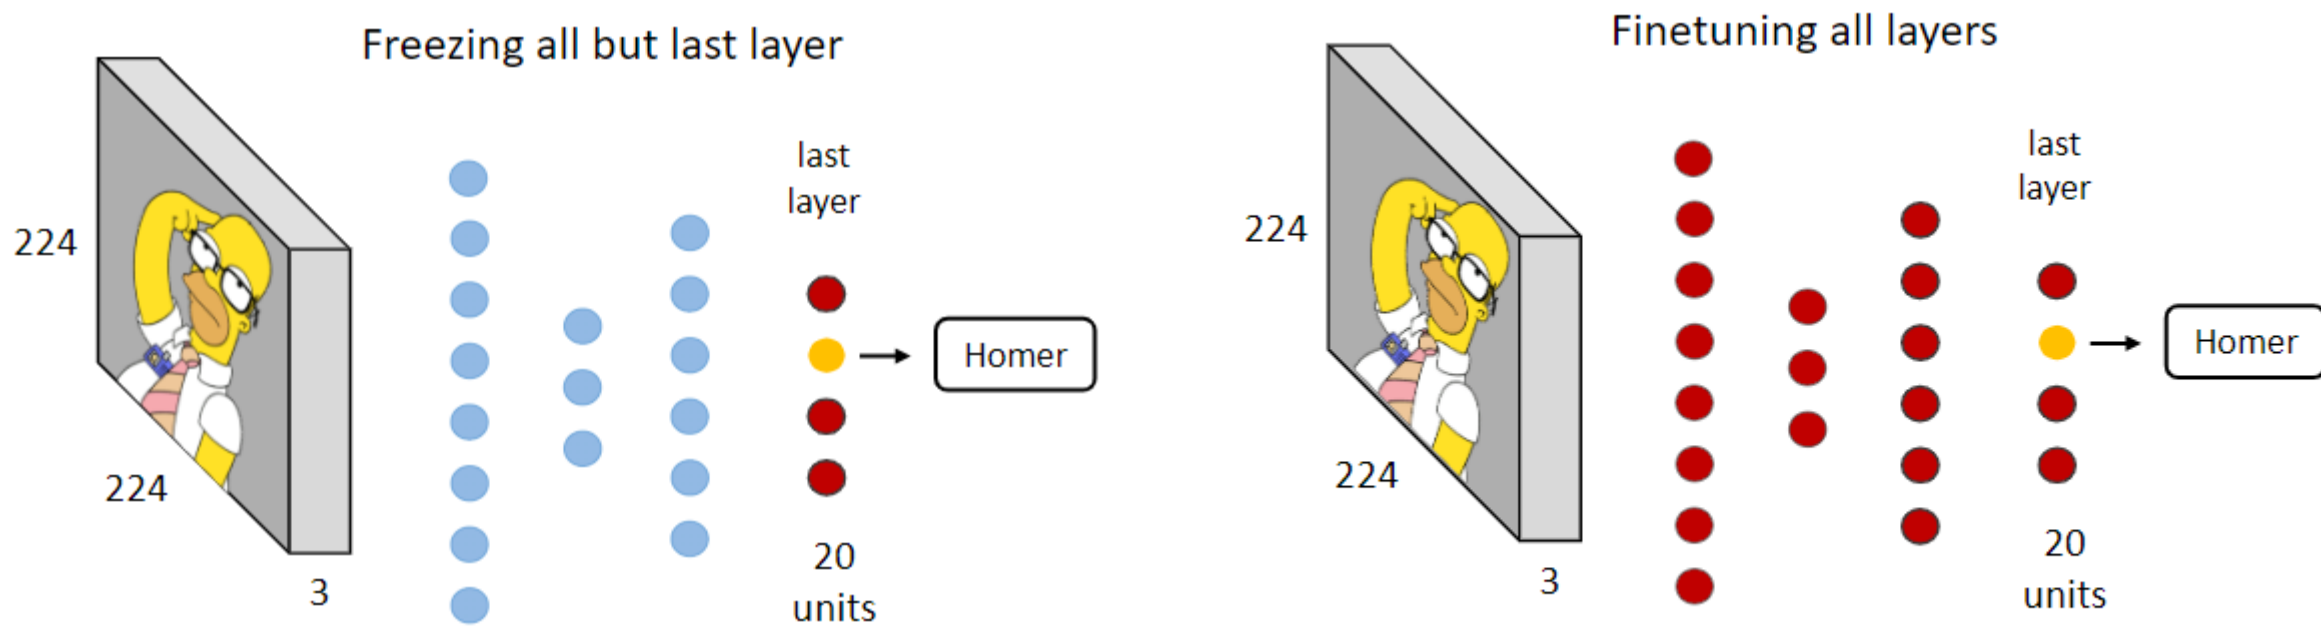 Freezing all but last layer
224
224
3
last
layer
20
units
Homer
Finetuning all layers
224
224
3
last
layer
20
units
Homer